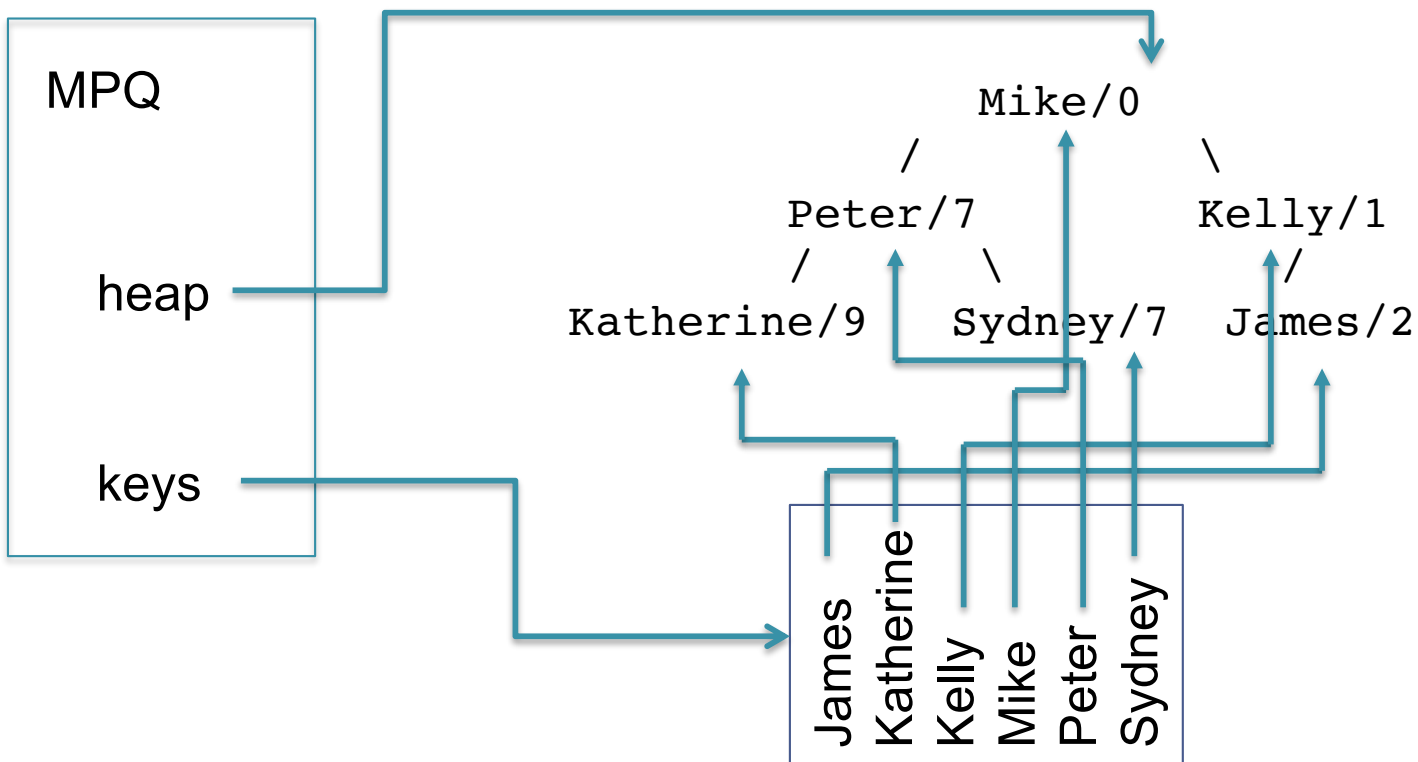 MPQ
heap
keys
Mike/0
/ \
Peter/7 Kelly/1
/ \ /
Katherine/9 Sydney/7 James/2
James
Katherine
Kelly
Mike
Peter
Sydney